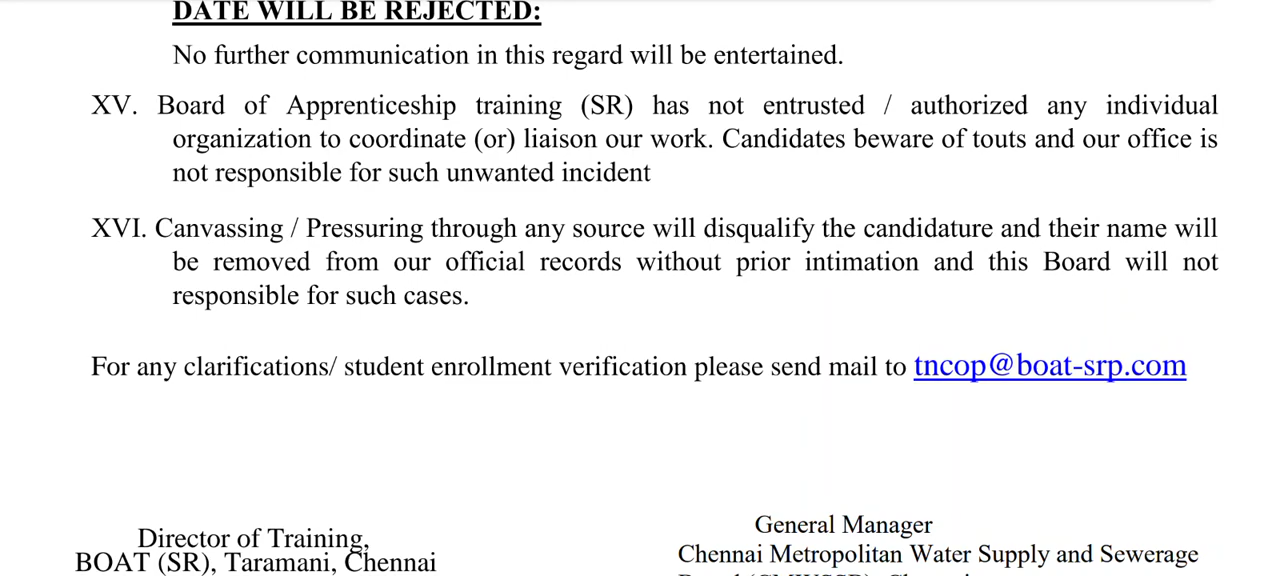 DATE WILL BE REJECTED:
No further communication in this regard will be entertained.
XV. Board of Apprenticeship training (SR) has not entrusted / authorized any individual
organization to coordinate (or) liaison our work. Candidates beware of touts and our office is
not responsible for such unwanted incident
XVI. Canvassing / Pressuring through any source will disqualify the candidature and their name will
be removed from our official records without prior intimation and this Board will not
responsible for such cases.
For any clarifications/ student enrollment verification please send mail to tncop@boat-srp.com
Director of Training,
BOAT (SR), Taramani, Chennai
General Manager
Chennai Metropolitan Water Supply and Sewerage
Board (CMWSSB), Chennai